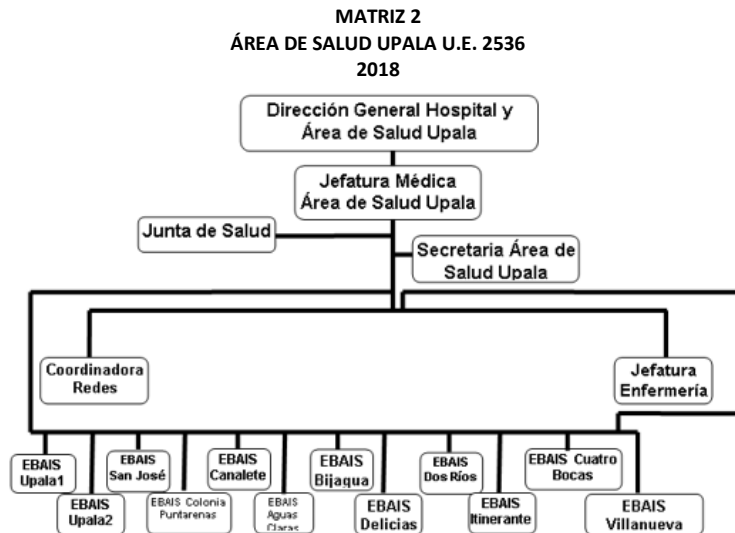 MATRIZ 2
ÁREA DE SALUD UPALA U.E. 2536
2018
Dirección General Hospital y
Área de Salud Upala
Jefatura Médica
Área de Salud Upala
Junta de Salud
Secretaria Área de
Salud Upala
Coordinadora
Redes
Jefatura
Enfermería
EBAIS
Upala1
EBAIS
Upala2
EBAIS
San José
EBAIS Colonia
Puntarenas
EBAIS
Canalete
EBAIS
Aguas
Claras
EBAIS
Bijagua
EBAIS
Delicias
EBAIS
Dos Ríos
EBAIS
Itinerante
EBAIS Cuatro
Bocas
EBAIS
Villanueva